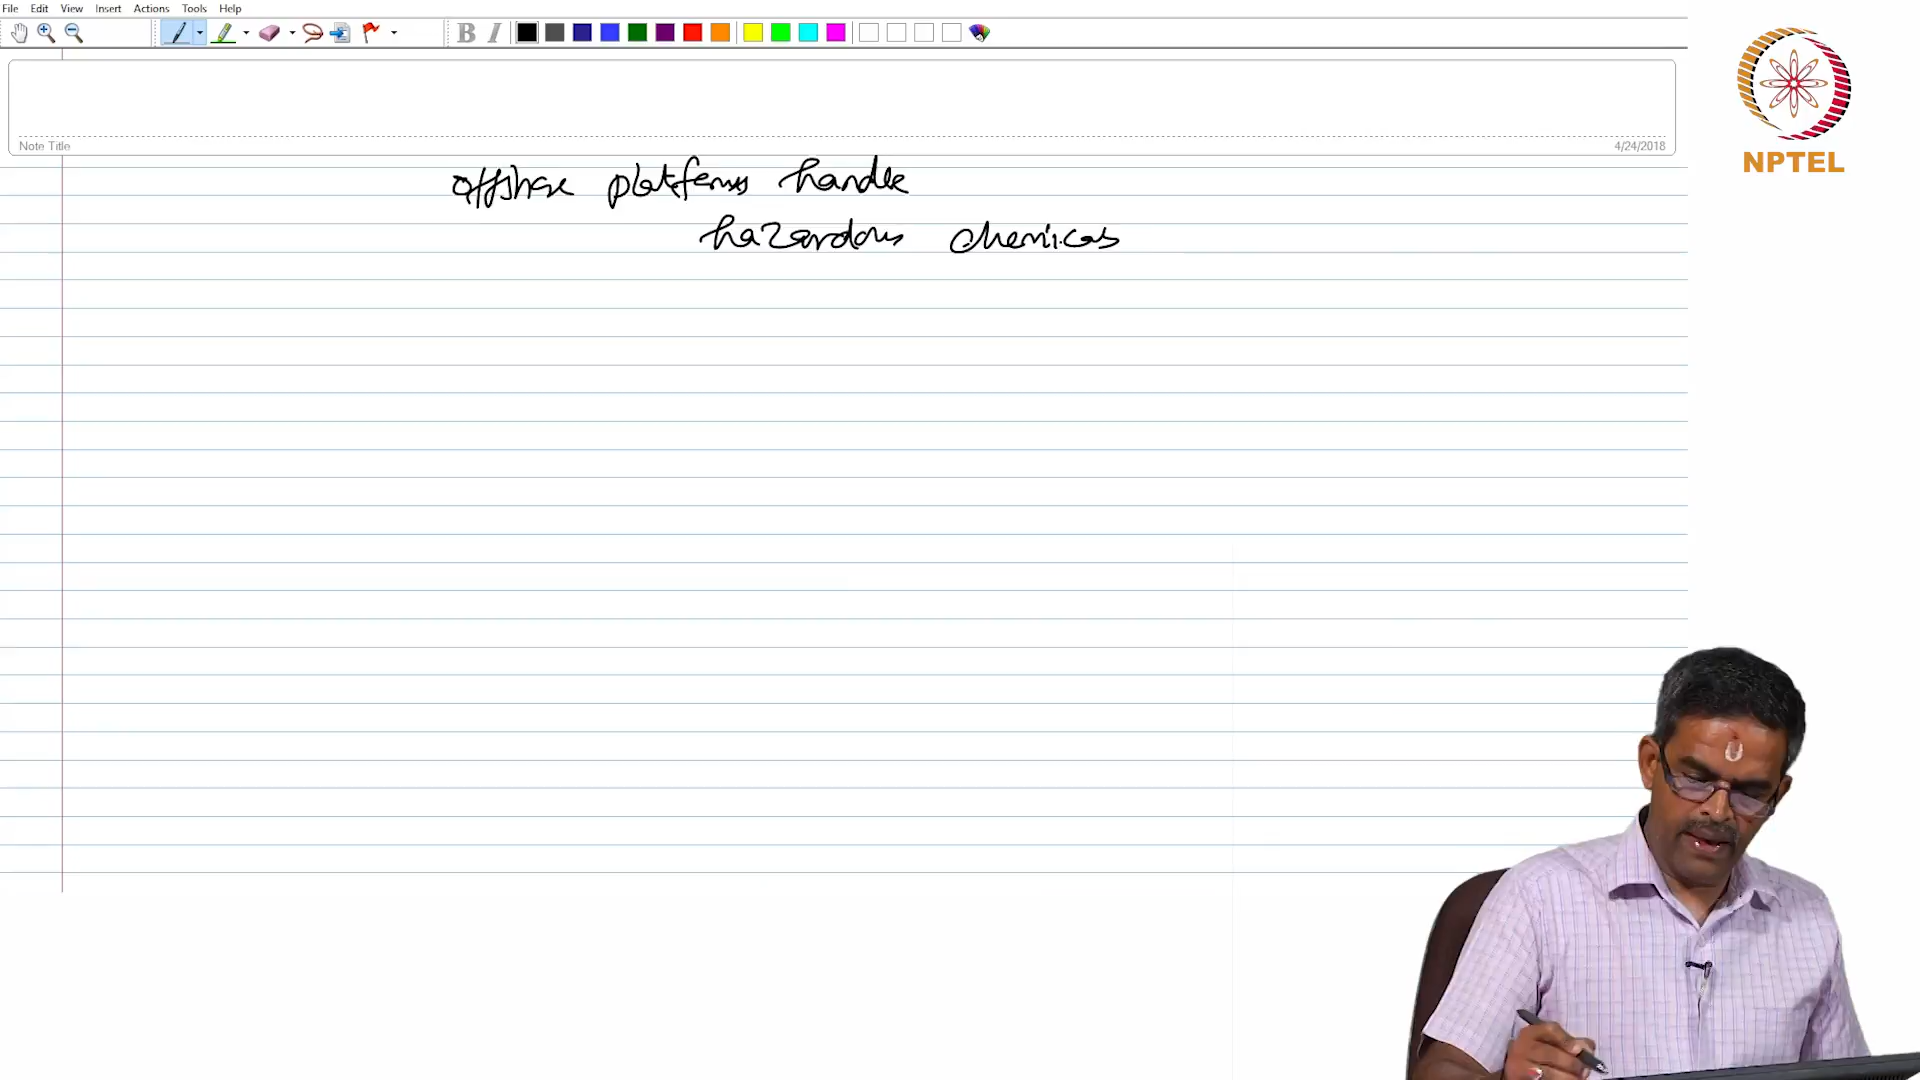 File Edit View Insert Actions Tools Help
B I
Note Title
4/24/2018
offshore platforms handle
hazardous chemicals
NPTEL